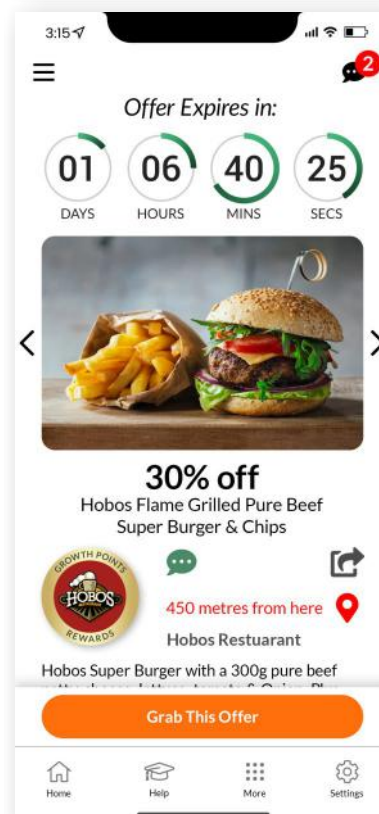 3:15
2
Offer Expires in:
01 06 40 25
DAYS HOURS MINS SECS
30% off
Hobos Flame Grilled Pure Beef
Super Burger & Chips
GROWTH POINTS
HOBOS
REWARDS
450 metres from here
Hobos Restuarant
Hobos Super Burger with a 300g pure beef
Grab This Offer
Home Help More Settings